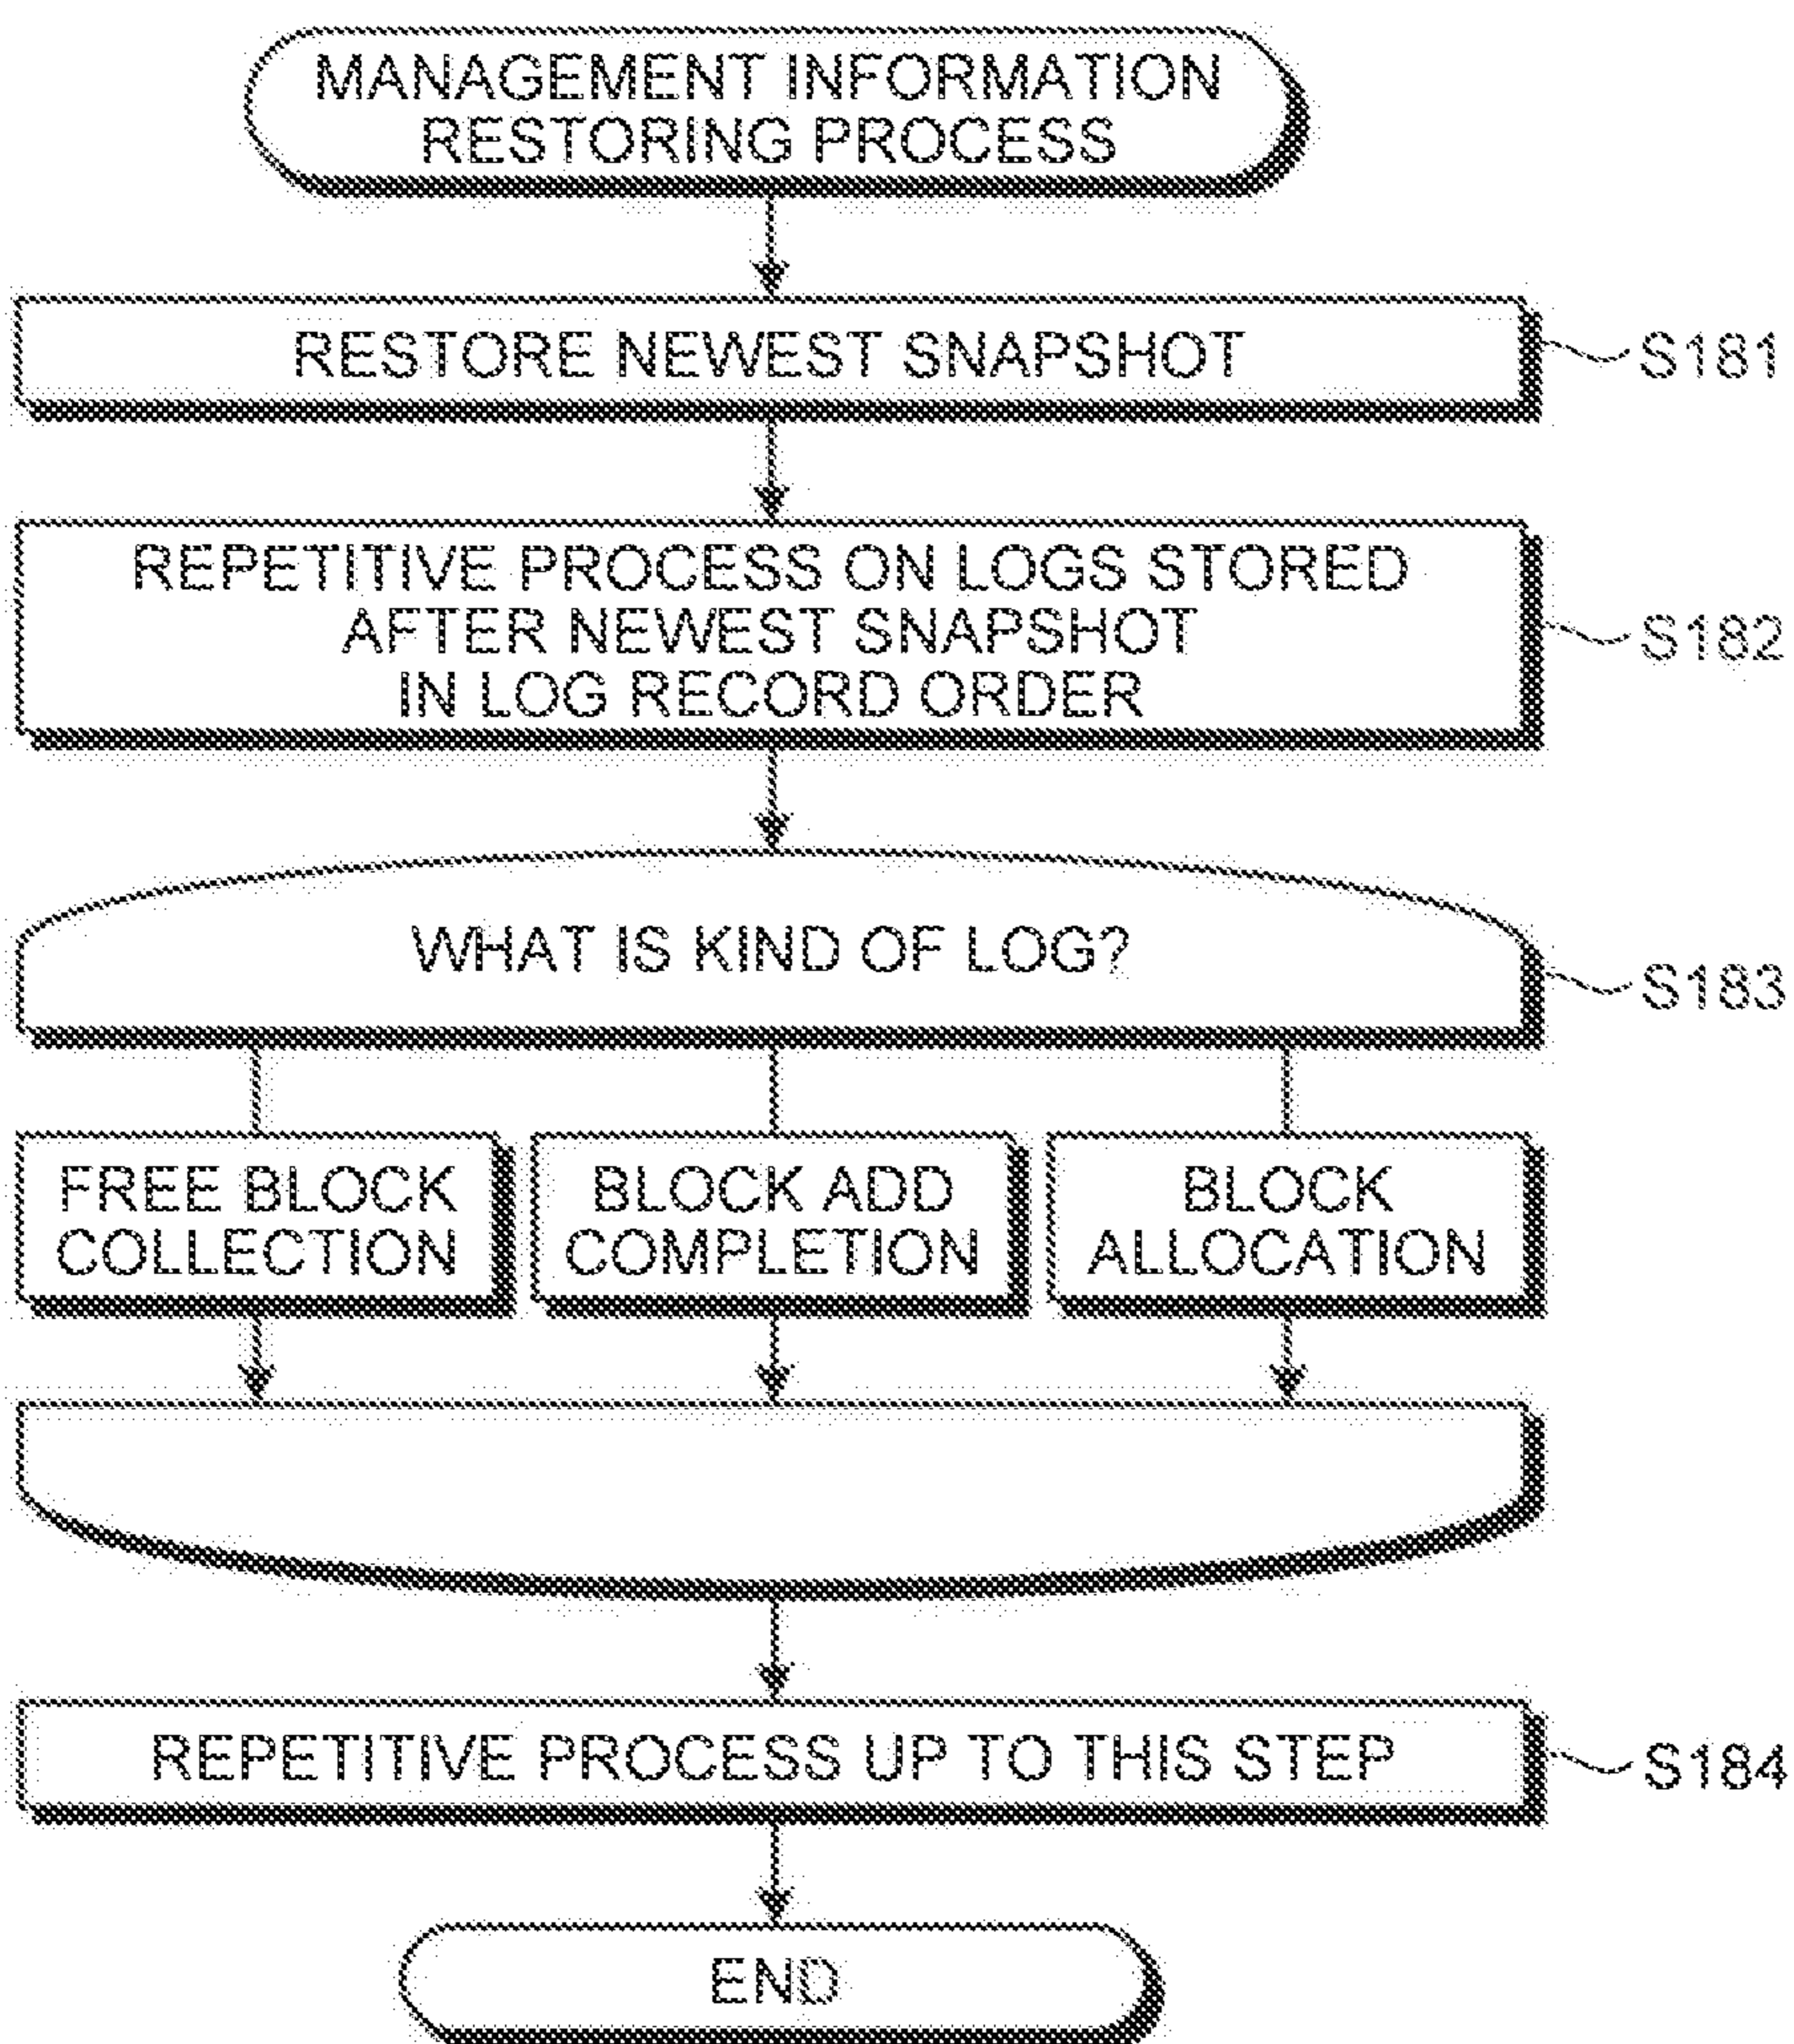 MANAGEMENT INFORMATION
RESTORING PROCESS
RESTORE NEWEST SNAPSHOT
S181
REPETITIVE PROCESS ON LOGS STORED
AFTER NEWEST SNAPSHOT
IN LOG RECORD ORDER
S182
WHAT IS KIND OF LOG?
S183
FREE BLOCK
COLLECTION
BLOCK ADD
COMPLETION
BLOCK
ALLOCATION
REPETITIVE PROCESS UP TO THIS STEP
S184
END